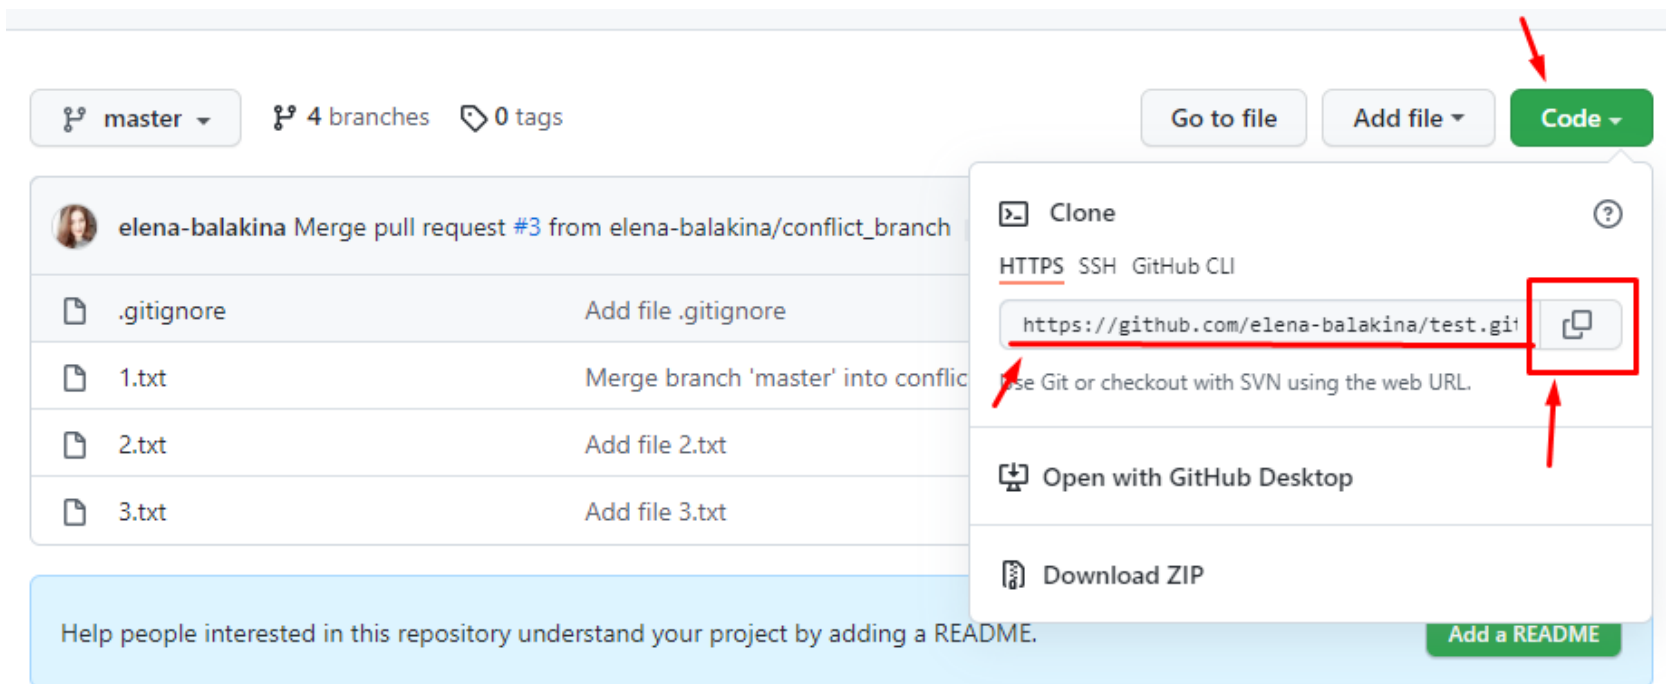 master
4 branches
0 tags
Go to file
Add file
Code
elena-balakina Merge pull request #3 from elena-balakina/conflict_branch
.gitignore
Add file .gitignore
1.txt
Merge branch 'master' into conflic
2.txt
Add file 2.txt
3.txt
Add file 3.txt
Clone
HTTPS SSH GitHub CLI
https://github.com/elena-balakina/test.git
Use Git or checkout with SVN using the web URL.
Open with GitHub Desktop
Download ZIP
Help people interested in this repository understand your project by adding a README.
Add a README